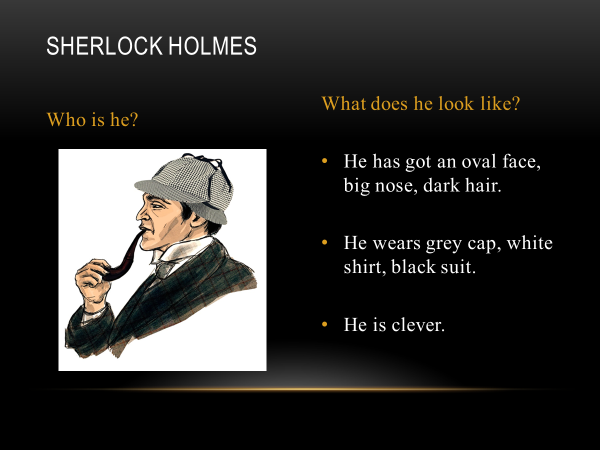 SHERLOCK HOLMES
Who is he?
What does he look like?
• He has got an oval face,
big nose, dark hair.
• He wears grey cap, white
shirt, black suit.
• He is clever.